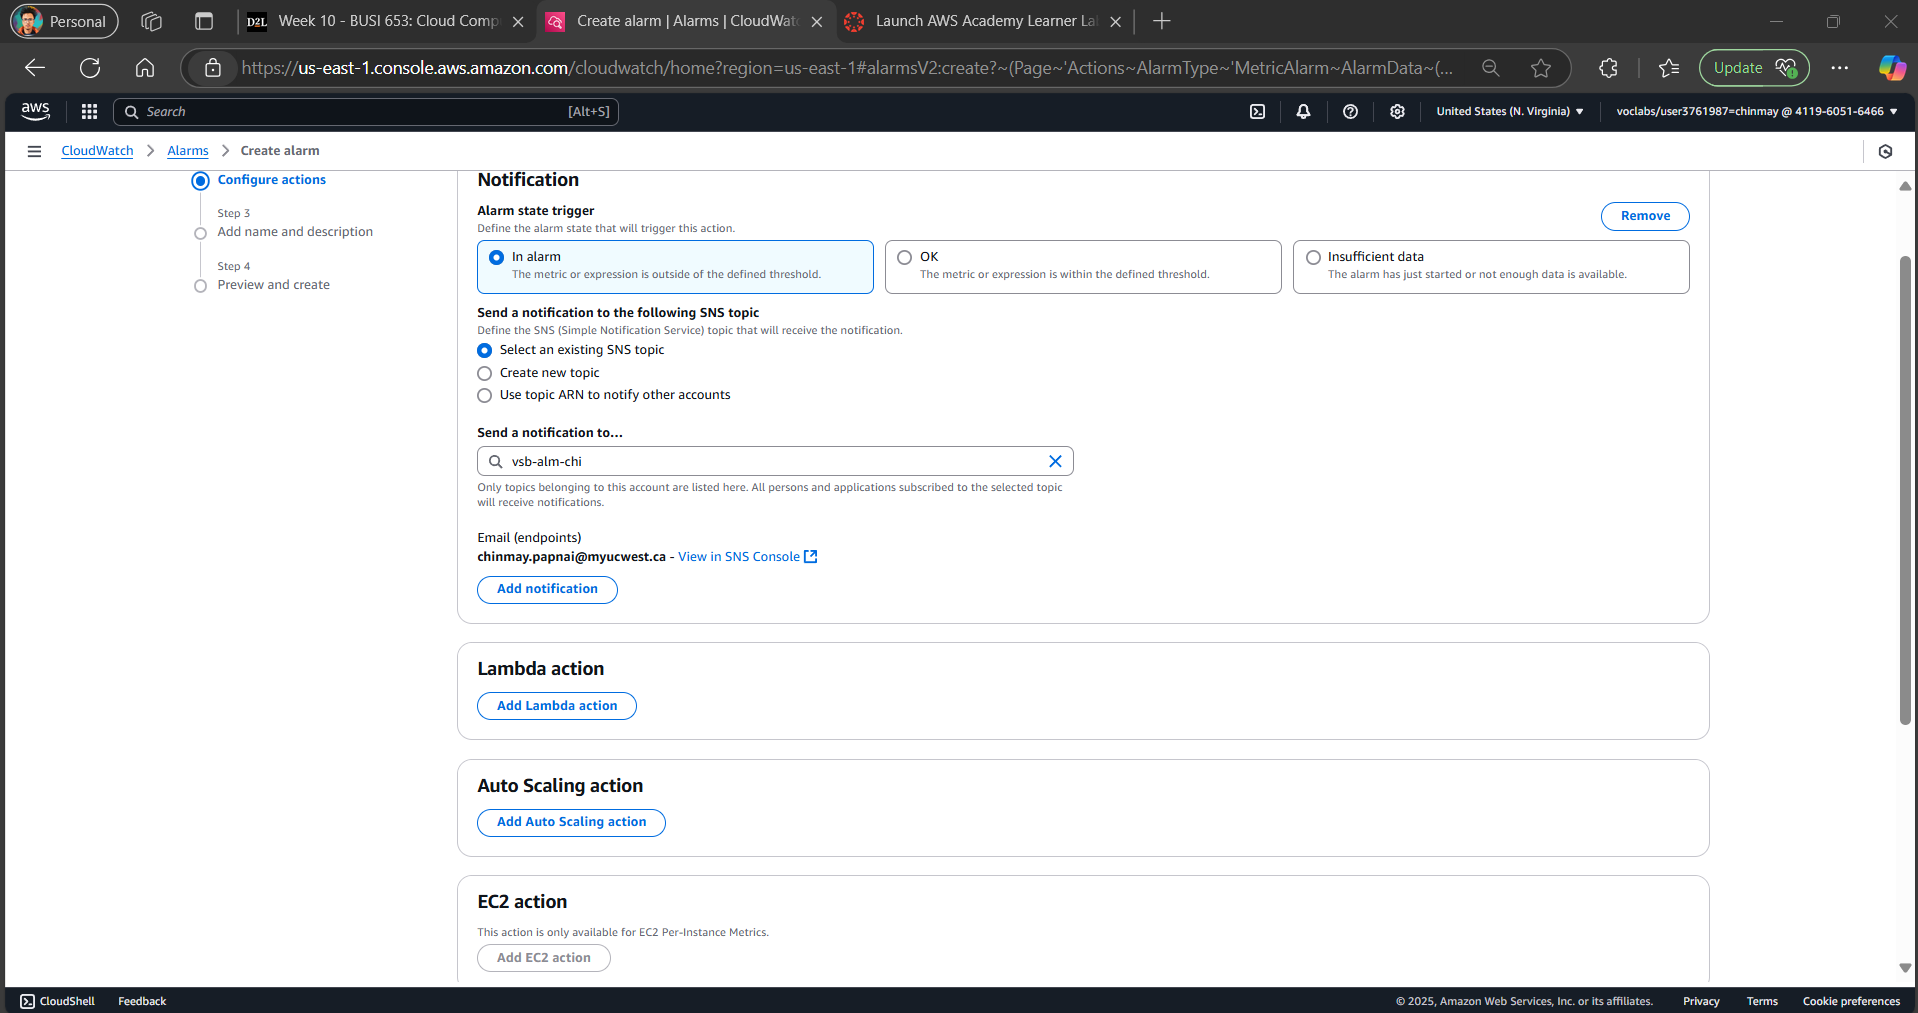 Personal
D2L Week 10 - BUSI 653: Cloud Comp
Create alarm | Alarms | CloudWat
Launch AWS Academy Learner La
https://us-east-1.console.aws.amazon.com/cloudwatch/home?region=us-east-1#alarmsV2:create?~(Page~'Actions~AlarmType~'MetricAlarm~AlarmData~(...
Update
aws
Search [Alt+S]
United States (N. Virginia)
voclabs/user3761987=chinmay @ 4119-6051-6466
CloudWatch
Alarms
Create alarm
Configure actions
Step 3
Add name and description
Step 4
Preview and create
Notification
Alarm state trigger
Define the alarm state that will trigger this action.
Remove
In alarm
The metric or expression is outside of the defined threshold.
OK
The metric or expression is within the defined threshold.
Insufficient data
The alarm has just started or not enough data is available.
Send a notification to the following SNS topic
Define the SNS (Simple Notification Service) topic that will receive the notification.
Select an existing SNS topic
Create new topic
Use topic ARN to notify other accounts
Send a notification to...
vsb-alm-chi
Only topics belonging to this account are listed here. All persons and applications subscribed to the selected topic
will receive notifications.
Email (endpoints)
chinmay.papnai@myucwest.ca - View in SNS Console
Add notification
Lambda action
Add Lambda action
Auto Scaling action
Add Auto Scaling action
EC2 action
This action is only available for EC2 Per-Instance Metrics.
Add EC2 action
CloudShell
Feedback
© 2025, Amazon Web Services, Inc. or its affiliates.
Privacy
Terms
Cookie preferences